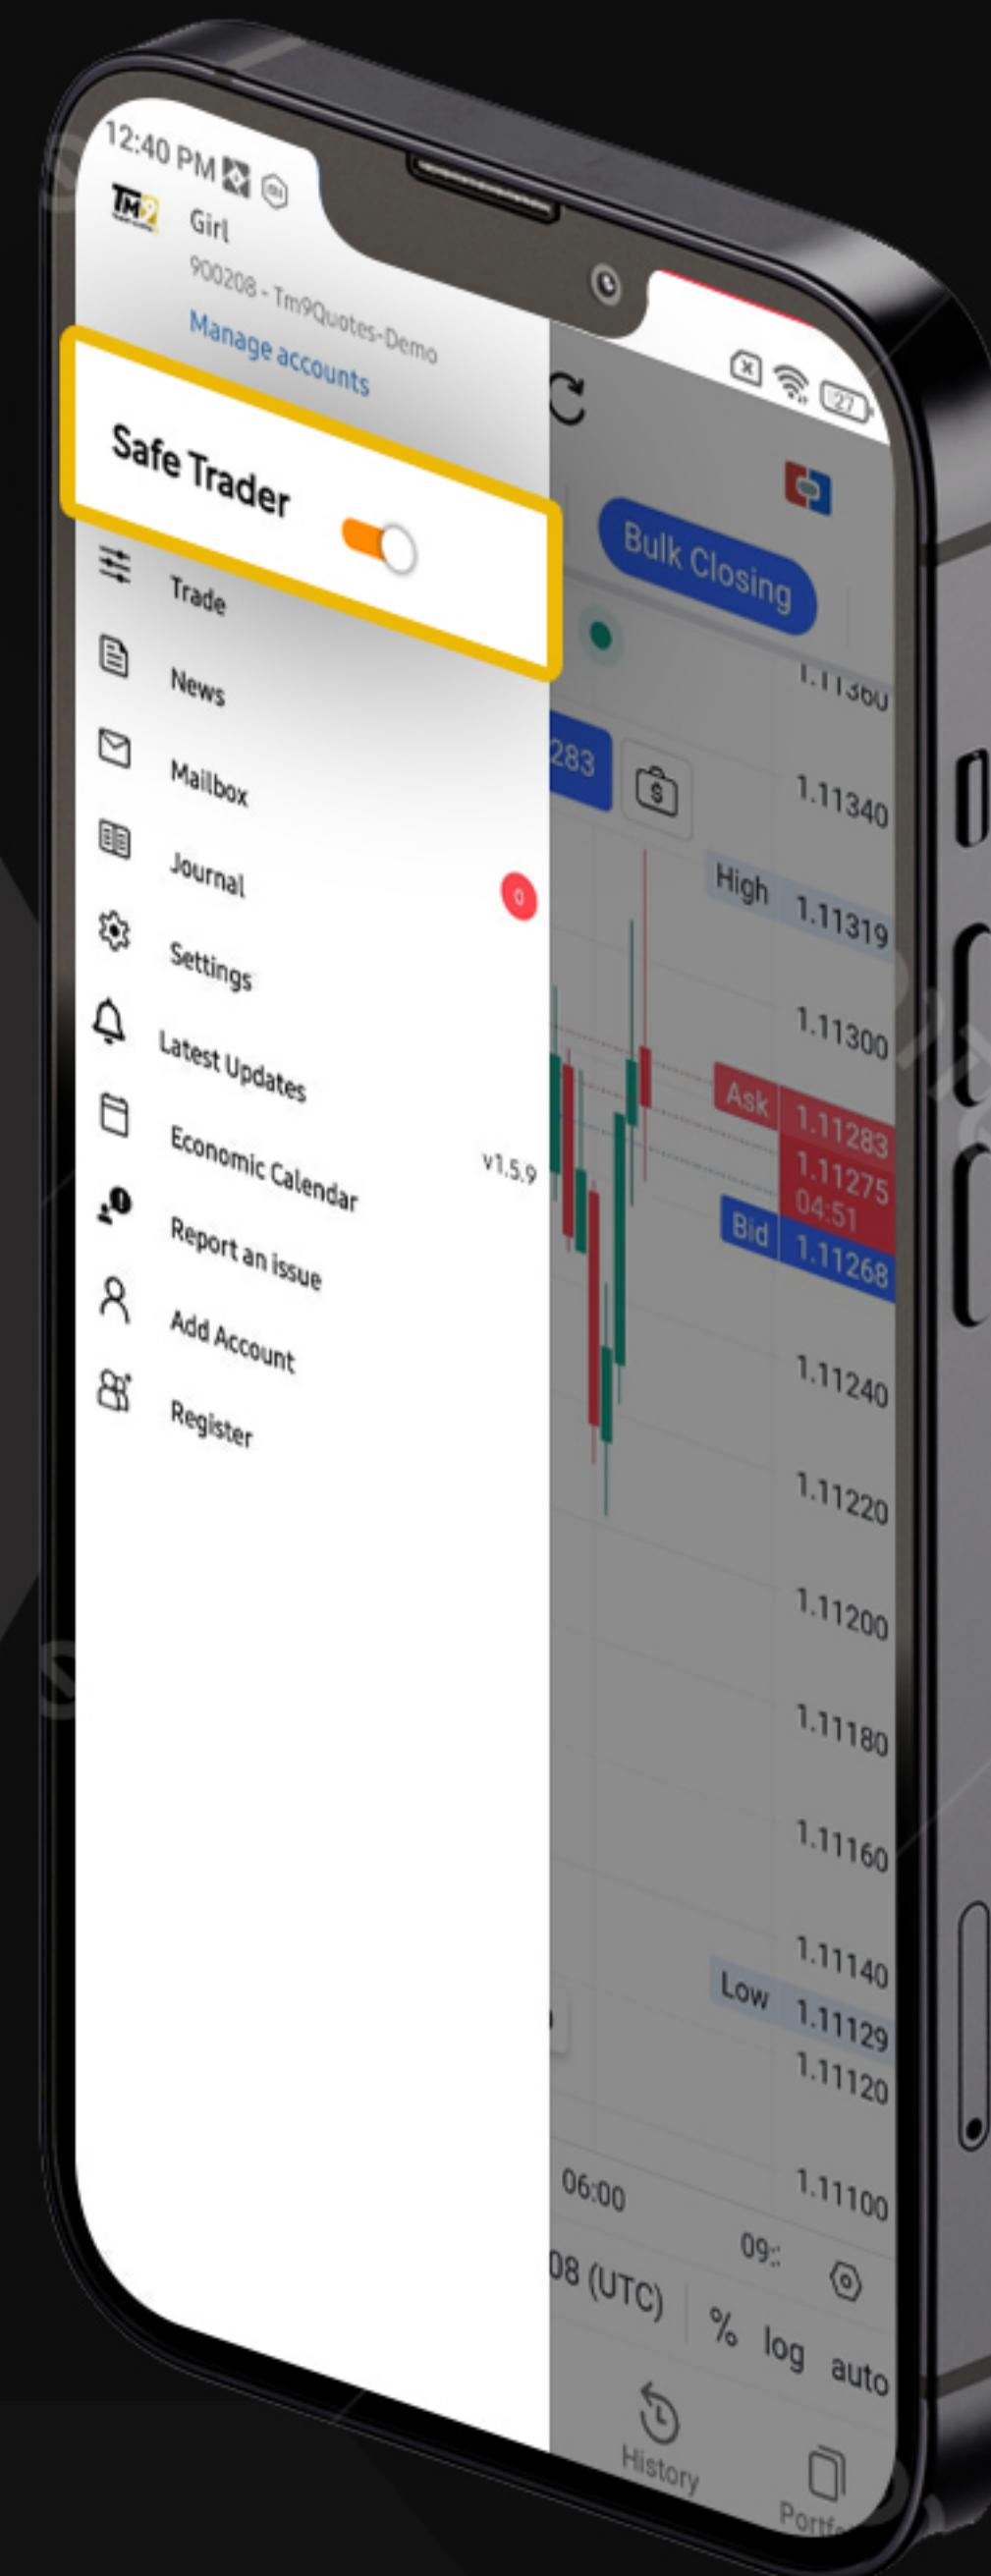 12:40 PM
27
TM9
Girl
900208 - Tm9Quotes-Demo
Manage accounts
Safe Trader
Bulk Closing
Trade
News
Mailbox
Journal
0
Settings
Latest Updates
Economic Calendar
v1.5.9
Report an issue
Add Account
Register
1.11360
283
1.11340
High 1.11319
1.11300
Ask 1.11283
1.11275
04:51
Bid 1.11268
1.11240
1.11220
1.11200
1.11180
1.11160
1.11140
Low 1.11129
1.11120
1.11100
06:00
09:
08 (UTC) % log auto
History